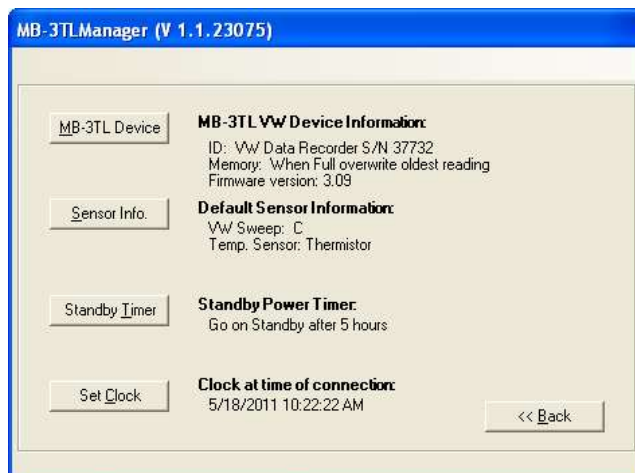 MB-3TLManager (V 1.1.23075)
MB-3TL Device
MB-3TL VW Device Information:
ID: VW Data Recorder S/N 37732
Memory: When Full overwrite oldest reading
Firmware version: 3.09
Sensor Info.
Default Sensor Information:
VW Sweep: C
Temp. Sensor: Thermistor
Standby Timer
Standby Power Timer:
Go on Standby after 5 hours
Set Clock
Clock at time of connection:
5/18/2011 10:22:22 AM
<< Back